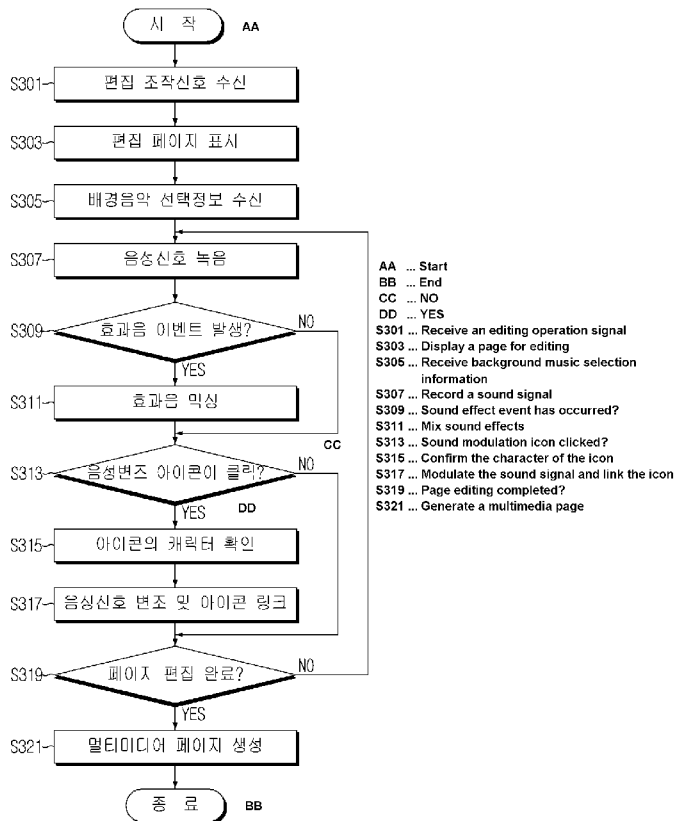 시 작
AA
S301
편집 조작신호 수신
S303
편집 페이지 표시
S305
배경음악 선택정보 수신
S307
음성신호 녹음
S309
효과음 이벤트 발생?
NO
YES
S311
효과음 믹싱
CC
S313
음성변조 아이콘이 클릭?
NO
YES
DD
S315
아이콘의 캐릭터 확인
S317
음성신호 변조 및 아이콘 링크
S319
페이지 편집 완료?
NO
YES
S321
멀티미디어 페이지 생성
종 료
BB
AA ... Start
BB ... End
CC ... NO
DD ... YES
S301 ... Receive an editing operation signal
S303 ... Display a page for editing
S305 ... Receive background music selection
information
S307 ... Record a sound signal
S309 ... Sound effect event has occurred?
S311 ... Mix sound effects
S313 ... Sound modulation icon clicked?
S315 ... Confirm the character of the icon
S317 ... Modulate the sound signal and link the icon
S319 ... Page editing completed?
S321 ... Generate a multimedia page